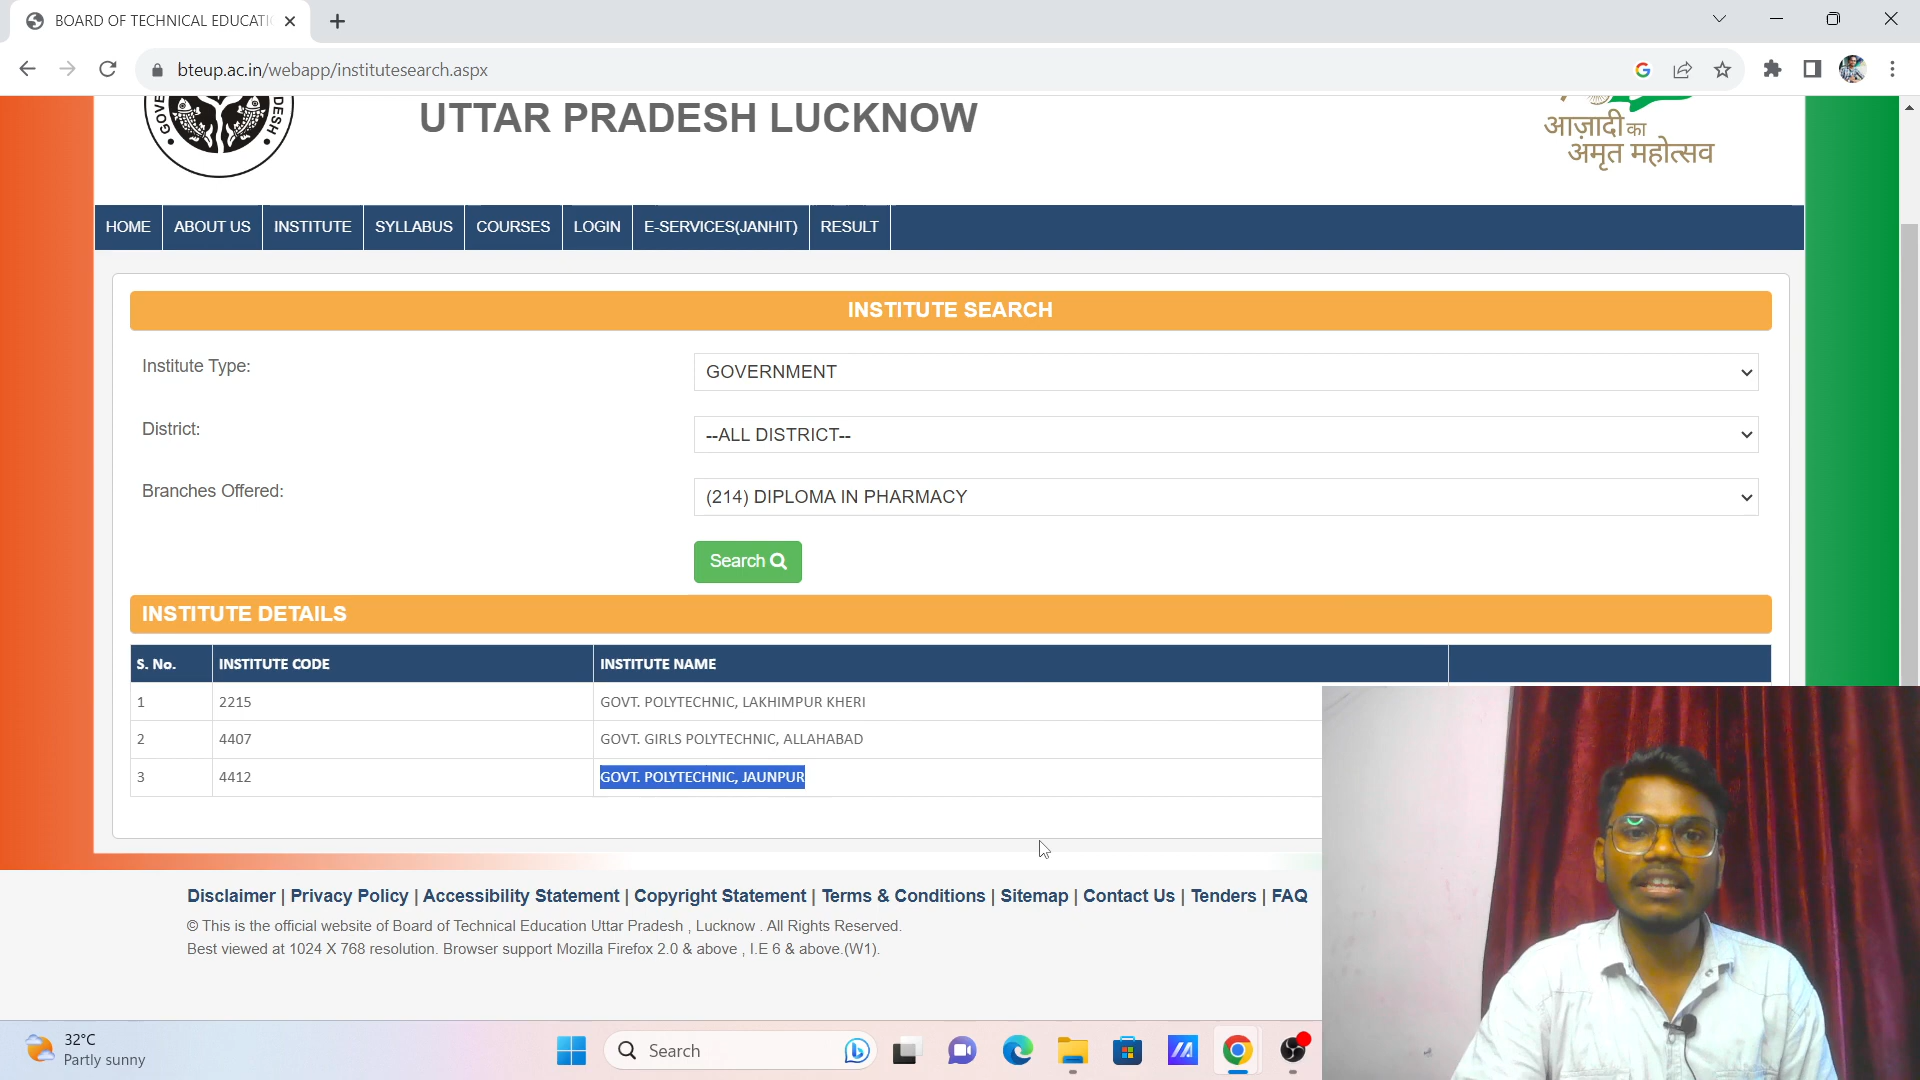 BOARD OF TECHNICAL EDUCATI
bteup.ac.in/webapp/institutesearch.aspx
UTTAR PRADESH LUCKNOW
आज़ादी का
अमृत महोत्सव
HOME
ABOUT US
INSTITUTE
SYLLABUS
COURSES
LOGIN
E-SERVICES(JANHIT)
RESULT
INSTITUTE SEARCH
Institute Type:
GOVERNMENT
District:
--ALL DISTRICT--
Branches Offered:
(214) DIPLOMA IN PHARMACY
Search
INSTITUTE DETAILS
S. No. INSTITUTE CODE INSTITUTE NAME
1 2215 GOVT. POLYTECHNIC, LAKHIMPUR KHERI
2 4407 GOVT. GIRLS POLYTECHNIC, ALLAHABAD
3 4412 GOVT. POLYTECHNIC, JAUNPUR
Disclaimer | Privacy Policy | Accessibility Statement | Copyright Statement | Terms & Conditions | Sitemap | Contact Us | Tenders | FAQ
© This is the official website of Board of Technical Education Uttar Pradesh , Lucknow . All Rights Reserved.
Best viewed at 1024 X 768 resolution. Browser support Mozilla Firefox 2.0 & above , I.E 6 & above.(W1).
32°C
Partly sunny
Search